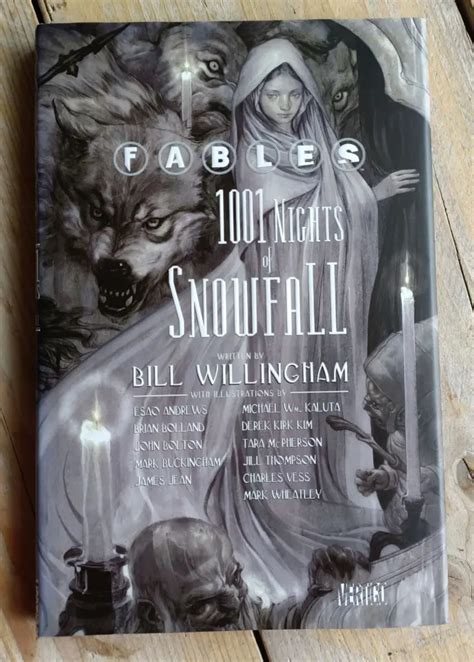 FABLES
1001 NIGHTS
of
SNOWFALL
WRITTEN BY
BILL WILLINGHAM
WITH ILLUSTRATIONS BY
ESAO ANDREWS
BRIAN BOLLAND
JOHN BOLTON
MARK BUCKINGHAM
JAMES JEAN
MICHAEL WM. KALUTA
DEREK KIRK KIM
TARA McPHERSON
JILL THOMPSON
CHARLES VESS
MARK WHEATLEY
VERTIGO